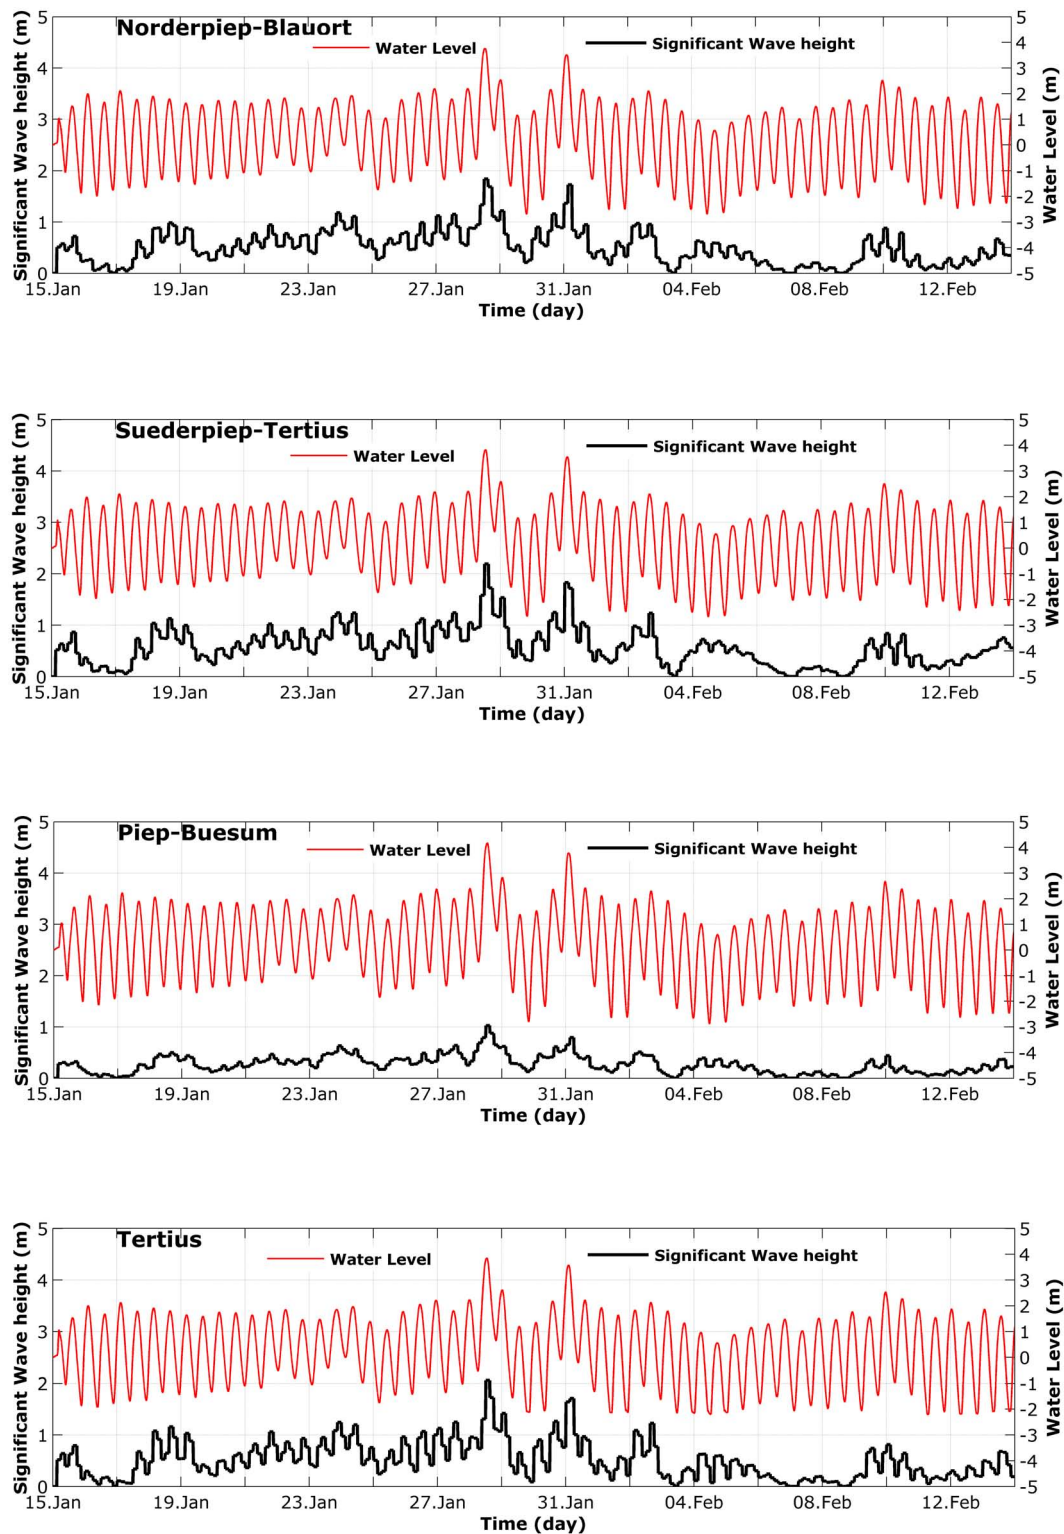 Norderpiep-Blauort
Water Level
Significant Wave height
Significant Wave height (m)
5
4
3
2
1
0
5
4
3
2
1
0
-1
-2
-3
-4
-5
Water Level (m)
15.Jan 19.Jan 23.Jan 27.Jan 31.Jan 04.Feb 08.Feb 12.Feb
Time (day)
Suederpiep-Tertius
Water Level
Significant Wave height
Significant Wave height (m)
5
4
3
2
1
0
5
4
3
2
1
0
-1
-2
-3
-4
-5
Water Level (m)
15.Jan 19.Jan 23.Jan 27.Jan 31.Jan 04.Feb 08.Feb 12.Feb
Time (day)
Piep-Buesum
Water Level
Significant Wave height
Significant Wave height (m)
5
4
3
2
1
0
5
4
3
2
1
0
-1
-2
-3
-4
-5
Water Level (m)
15.Jan 19.Jan 23.Jan 27.Jan 31.Jan 04.Feb 08.Feb 12.Feb
Time (day)
Tertius
Water Level
Significant Wave height
Significant Wave height (m)
5
4
3
2
1
0
5
4
3
2
1
0
-1
-2
-3
-4
-5
Water Level (m)
15.Jan 19.Jan 23.Jan 27.Jan 31.Jan 04.Feb 08.Feb 12.Feb
Time (day)